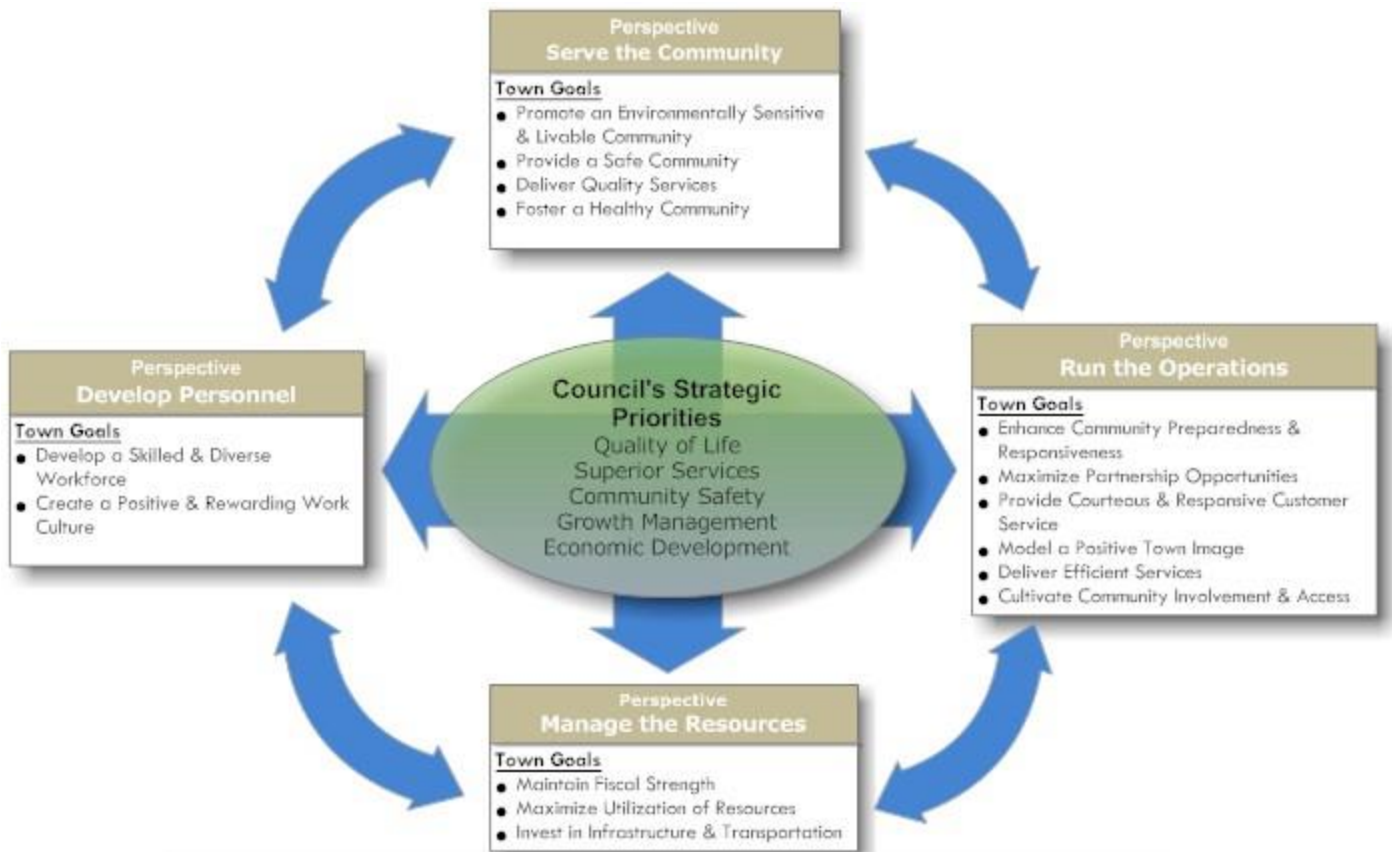 Perspective
Serve the Community
Town Goals
● Promote an Environmentally Sensitive
& Livable Community
● Provide a Safe Community
● Deliver Quality Services
● Foster a Healthy Community
Perspective
Develop Personnel
Town Goals
● Develop a Skilled & Diverse
Workforce
● Create a Positive & Rewarding Work
Culture
Council's Strategic
Priorities
Quality of Life
Superior Services
Community Safety
Growth Management
Economic Development
Perspective
Run the Operations
Town Goals
● Enhance Community Preparedness &
Responsiveness
● Maximize Partnership Opportunities
● Provide Courteous & Responsive Customer
Service
● Model a Positive Town Image
● Deliver Efficient Services
● Cultivate Community Involvement & Access
Perspective
Manage the Resources
Town Goals
● Maintain Fiscal Strength
● Maximize Utilization of Resources
● Invest in Infrastructure & Transportation